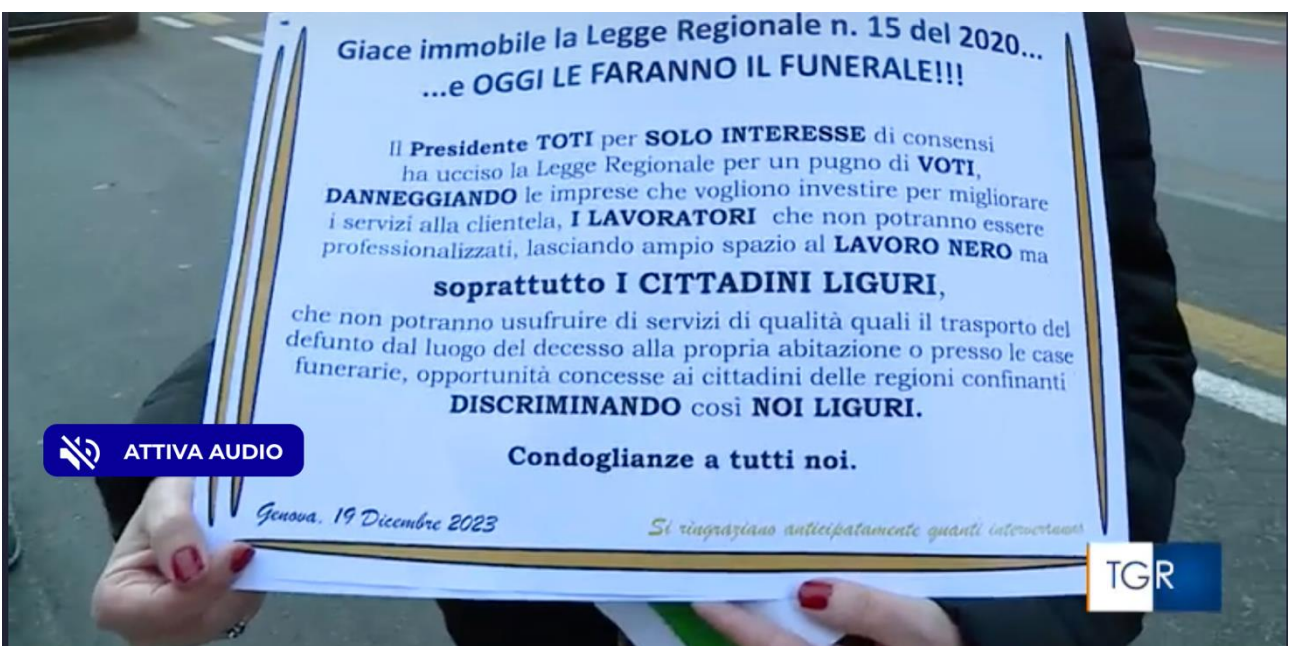 Giace immobile la Legge Regionale n. 15 del 2020...
...e OGGI LE FARANNO IL FUNERALE!!!
Il Presidente TOTI per SOLO INTERESSE di consensi
ha ucciso la Legge Regionale per un pugno di VOTI,
DANNEGGIANDO le imprese che vogliono investire per migliorare
i servizi alla clientela, I LAVORATORI che non potranno essere
professionalizzati, lasciando ampio spazio al LAVORO NERO ma
soprattutto I CITTADINI LIGURI,
che non potranno usufruire di servizi di qualità quali il trasporto del
defunto dal luogo del decesso alla propria abitazione o presso le case
funerarie, opportunità concesse ai cittadini delle regioni confinanti
DISCRIMINANDO così NOI LIGURI.
ATTIVA AUDIO
Condoglianze a tutti noi.
Genova, 19 Dicembre 2023
Si ringraziano anticipatamente quanti interverranno
TGR